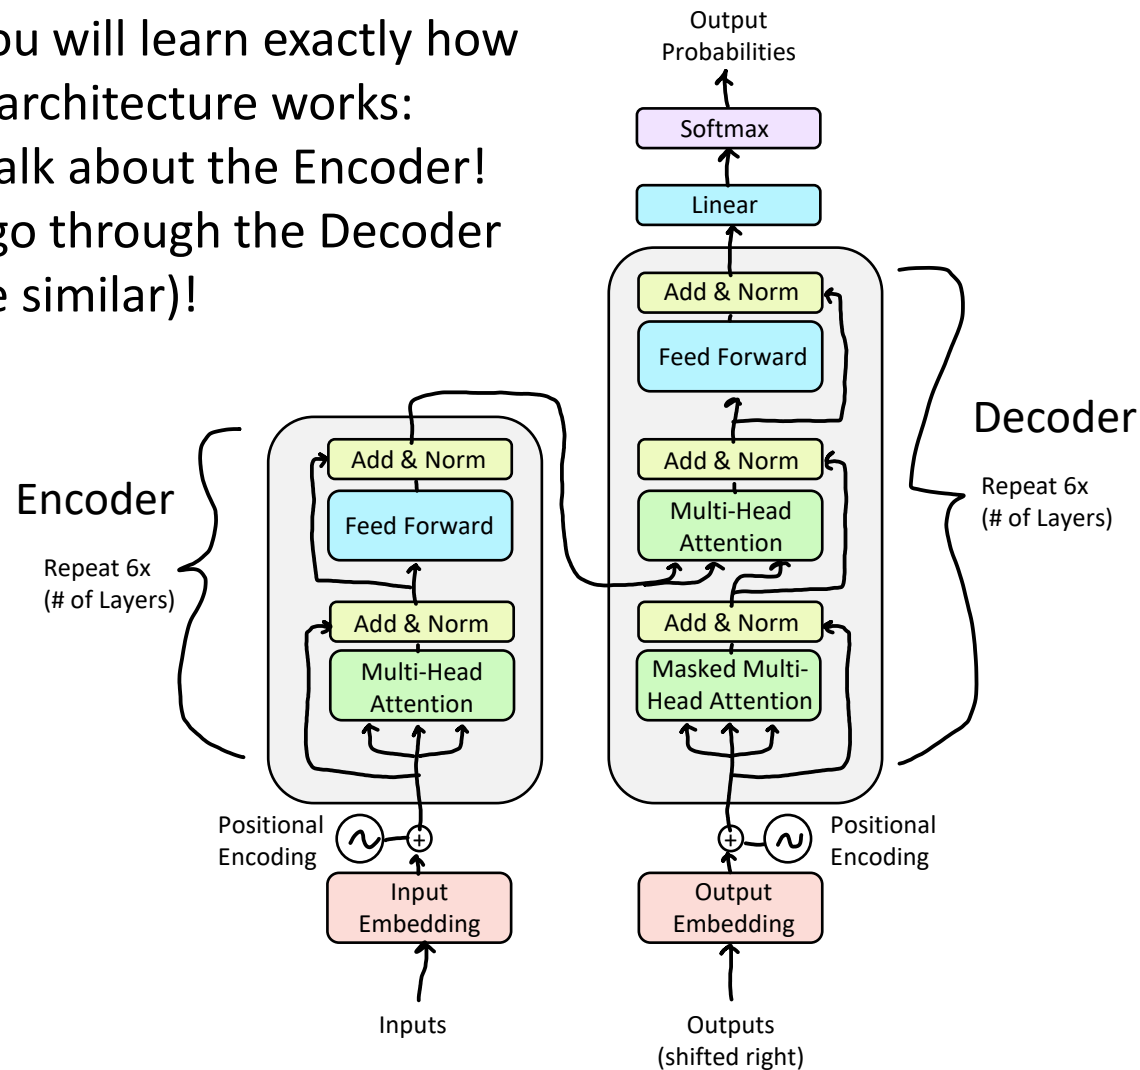 ou will learn exactly how
architecture works:
alk about the Encoder!
go through the Decoder
e similar)!
Output
Probabilities
Softmax
Linear
Add & Norm
Feed Forward
Add & Norm
Multi-Head
Attention
Add & Norm
Masked Multi-
Head Attention
Decoder
Repeat 6x
(# of Layers)
Positional
Encoding
Output
Embedding
Outputs
(shifted right)
Encoder
Repeat 6x
(# of Layers)
Add & Norm
Feed Forward
Add & Norm
Multi-Head
Attention
Positional
Encoding
Input
Embedding
Inputs